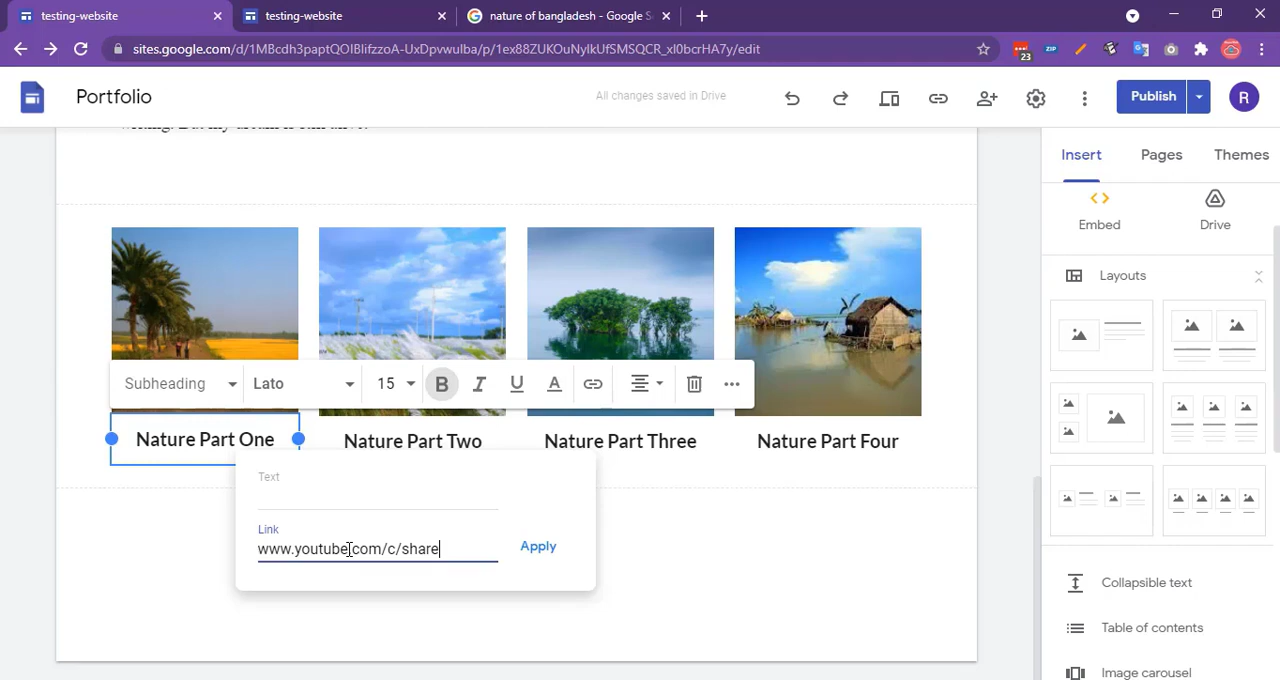 testing-website
testing-website
nature of bangladesh - Google S
sites.google.com/d/1MBcdh3paptQOIBlifzzoA-UxDpvwulba/p/1ex88ZUKOuNylkUfSMSQCR_xl0bcrHA7y/edit
23
ZIP
Portfolio
All changes saved in Drive
Publish
R
Insert
Pages
Themes
Embed
Drive
Layouts
Subheading
Lato
15
B
I
U
A
Nature Part One
Nature Part Two
Nature Part Three
Nature Part Four
Text
Link
www.youtube.com/c/share
Apply
Collapsible text
Table of contents
Image carousel